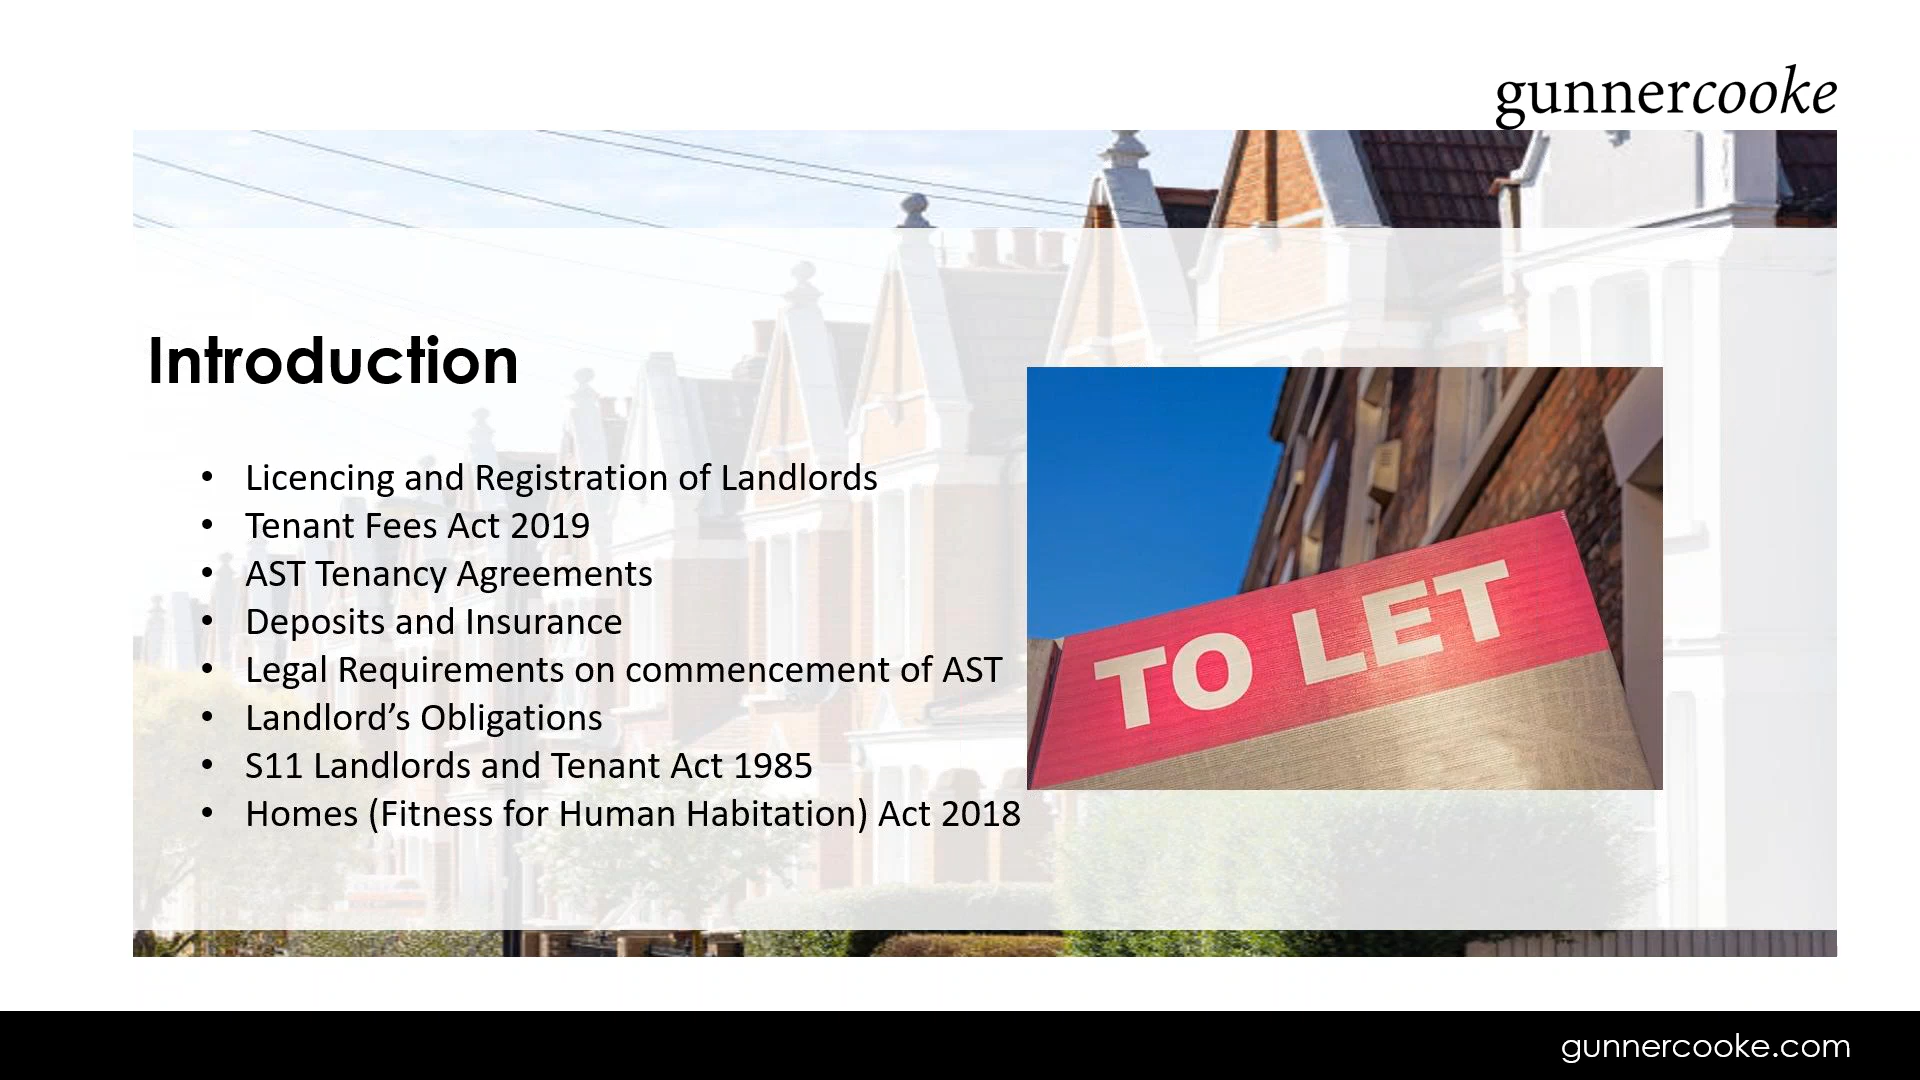 gunnercooke
Introduction
• Licencing and Registration of Landlords
• Tenant Fees Act 2019
• AST Tenancy Agreements
• Deposits and Insurance
• Legal Requirements on commencement of AST
• Landlord’s Obligations
• S11 Landlords and Tenant Act 1985
• Homes (Fitness for Human Habitation) Act 2018
TO LET
gunnercooke.com